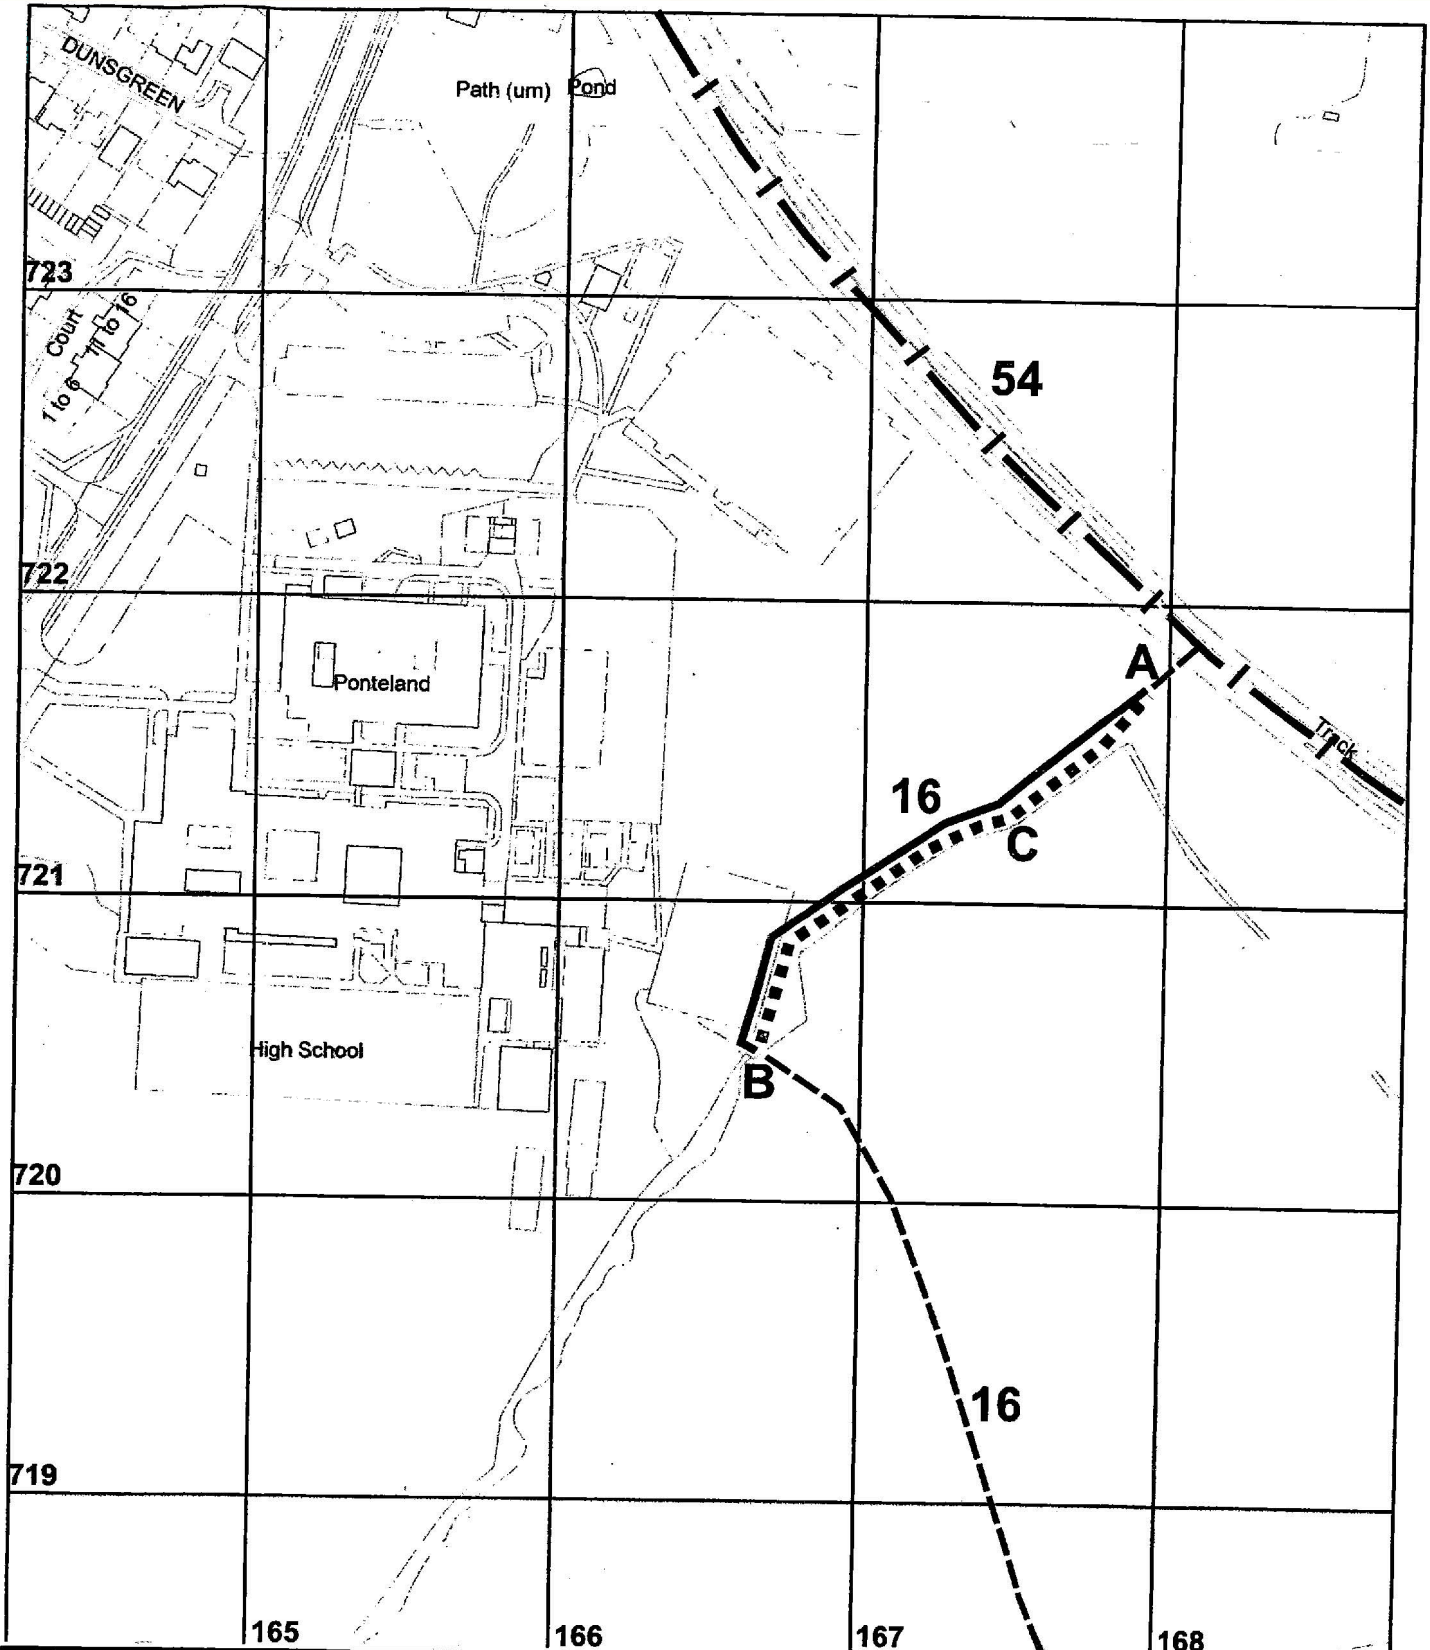 DUNSGREEN
Path (um)
Pond
723
Court
1 to 6
11 to 16
54
722
A
Ponteland
Track
16
C
721
High School
B
720
16
719
165
166
167
168